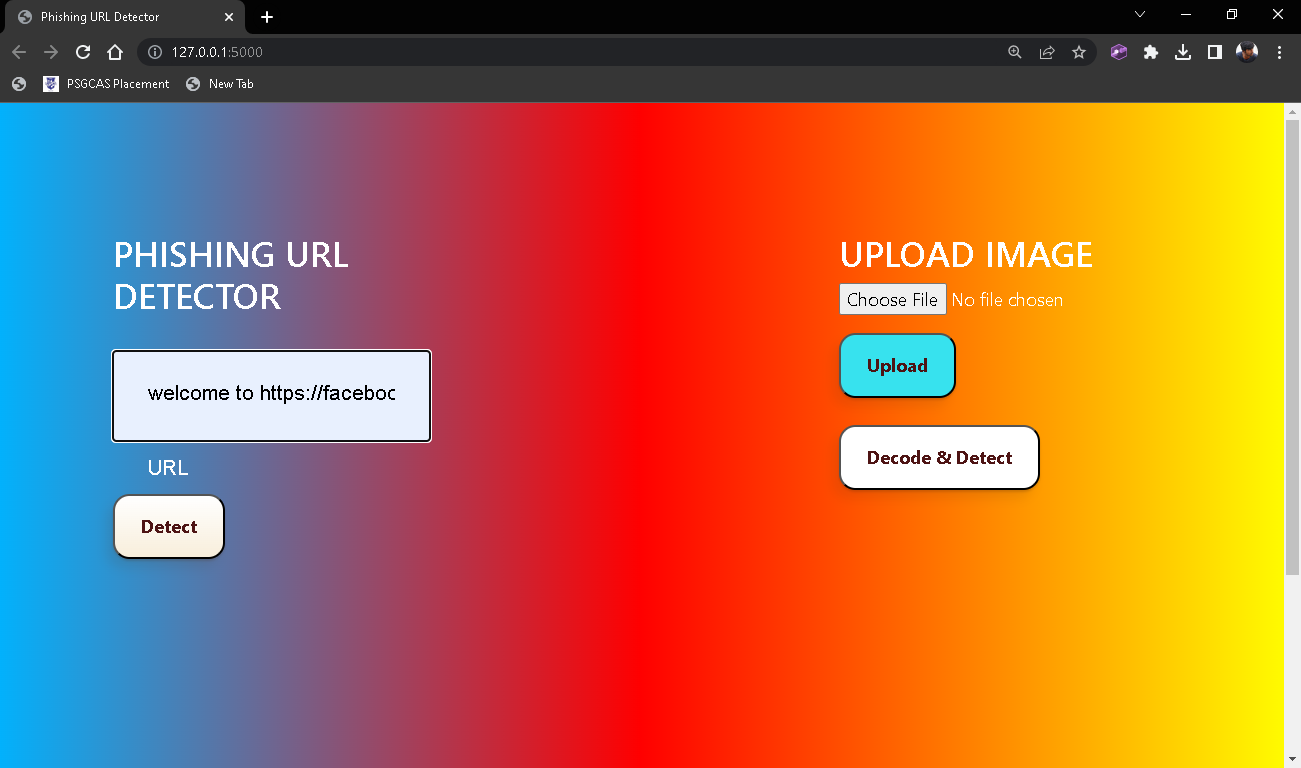 Phishing URL Detector
127.0.0.1:5000
PSGCAS Placement
New Tab
PHISHING URL
DETECTOR
welcome to https://faceboc
URL
Detect
UPLOAD IMAGE
Choose File No file chosen
Upload
Decode & Detect